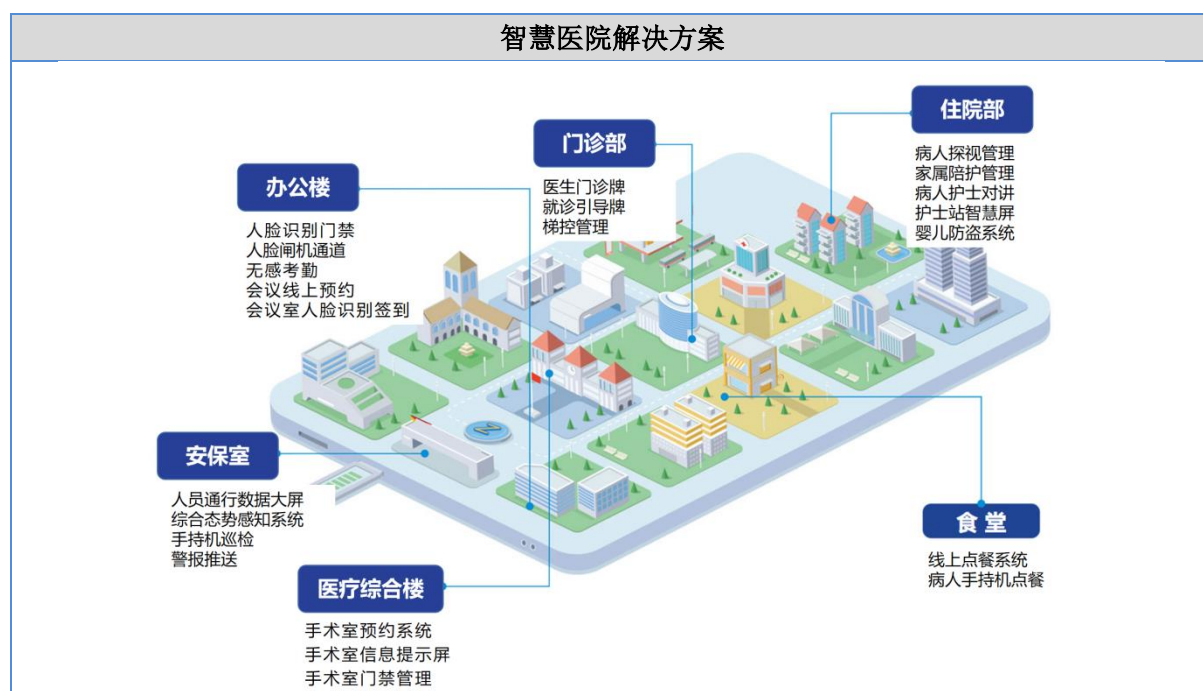 智慧医院解决方案
住院部
病人探视管理
家属陪护管理
病人护士对讲
护士站智慧屏
婴儿防盗系统
门诊部
医生门诊牌
就诊引导牌
梯控管理
办公楼
人脸识别门禁
人脸闸机通道
无感考勤
会议线上预约
会议室人脸识别签到
安保室
人员通行数据大屏
综合态势感知系统
手持机巡检
警报推送
食堂
线上点餐系统
病人手持机点餐
医疗综合楼
手术室预约系统
手术室信息提示屏
手术室门禁管理